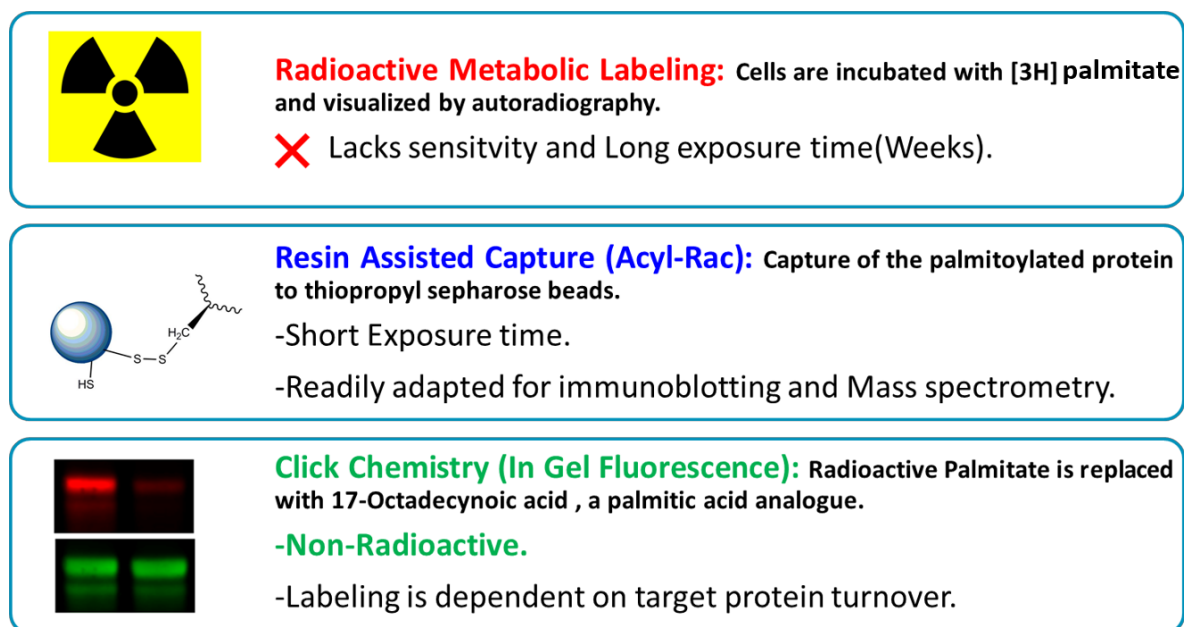 Radioactive Metabolic Labeling: Cells are incubated with [3H] palmitate
and visualized by autoradiography.
Lacks sensitvity and Long exposure time(Weeks).
Resin Assisted Capture (Acyl-Rac): Capture of the palmitoylated protein
to thiopropyl sepharose beads.
-Short Exposure time.
-Readily adapted for immunoblotting and Mass spectrometry.
H₂C
S—S
HS
Click Chemistry (In Gel Fluorescence): Radioactive Palmitate is replaced
with 17-Octadecynoic acid , a palmitic acid analogue.
-Non-Radioactive.
-Labeling is dependent on target protein turnover.